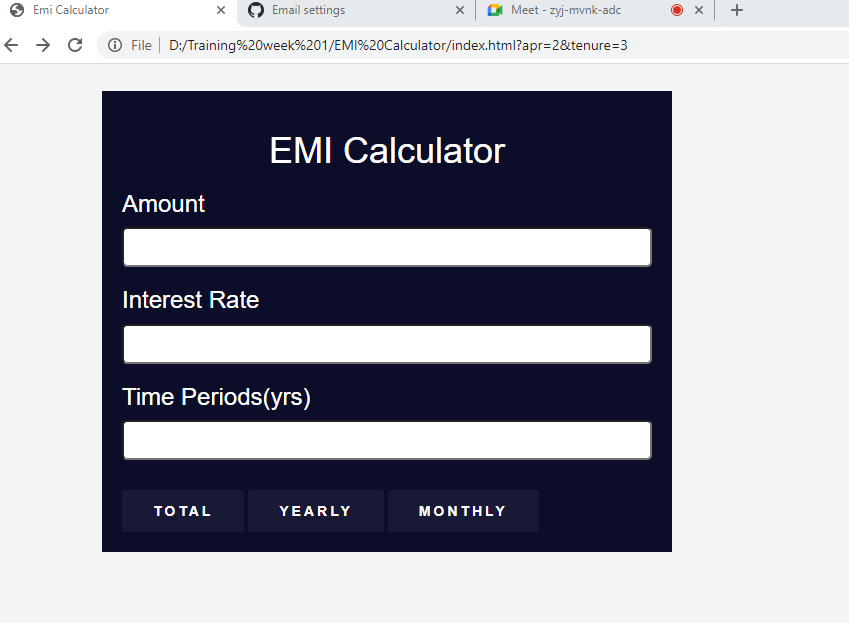 Emi Calculator
Email settings
Meet - zyj-mvnk-adc
File
D:/Training%20week%201/EMI%20Calculator/index.html?apr=2&tenure=3
EMI Calculator
Amount
Interest Rate
Time Periods(yrs)
TOTAL YEARLY MONTHLY